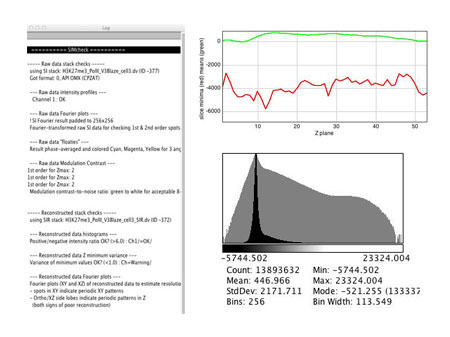 Log
========== SIMcheck ==========
----- Raw data stack checks -----
using SI stack: H3K27me3_PolII_V3Blaze_cell3.dv (ID -377)
Got format: 0, API OMX (CPZAT)
--- Raw data intensity profiles ---
Channel 1: OK
--- Raw data Fourier plots ---
! SI Fourier result padded to 256x256
Fourier-transformed raw SI data for checking 1st & 2nd order spots
--- Raw data "floaties" ---
Result phase-averaged and colored Cyan, Magenta, Yellow for 3 ang
--- Raw data Modulation Contrast ---
1st order for Zmax: 2
1st order for Zmax: 2
1st order for Zmax: 2
Modulation contrast-to-noise ratio: green to white for acceptable 8-
----- Reconstructed stack checks -----
using SIR stack: H3K27me3_PolII_V3Blaze_cell3_SIR.dv (ID -372)
--- Reconstructed data histograms ---
Positive/negative intensity ratio OK? (>6.0) : Ch1/=OK/
--- Reconstructed data Z minimum variance ---
Variance of minimum values OK? (<1.0) : Ch=Warning/
--- Reconstructed data Fourier plots ---
Fourier plots (XY and XZ) of reconstructed data to estimate resolutio
- spots in XY indicate periodic XY patterns
- Ortho/XZ side lobes indicate periodic patterns in Z
(both signs of poor reconstruction)
slice minima (red) means (green)
0
-2000
-4000
-6000
10
20
30
40
50
Z plane
-5744.502
23324.004
Count: 13893632
Min: -5744.502
Mean: 446.966
Max: 23324.004
StdDev: 2171.711
Mode: -521.255 (133337
Bins: 256
Bin Width: 113.549